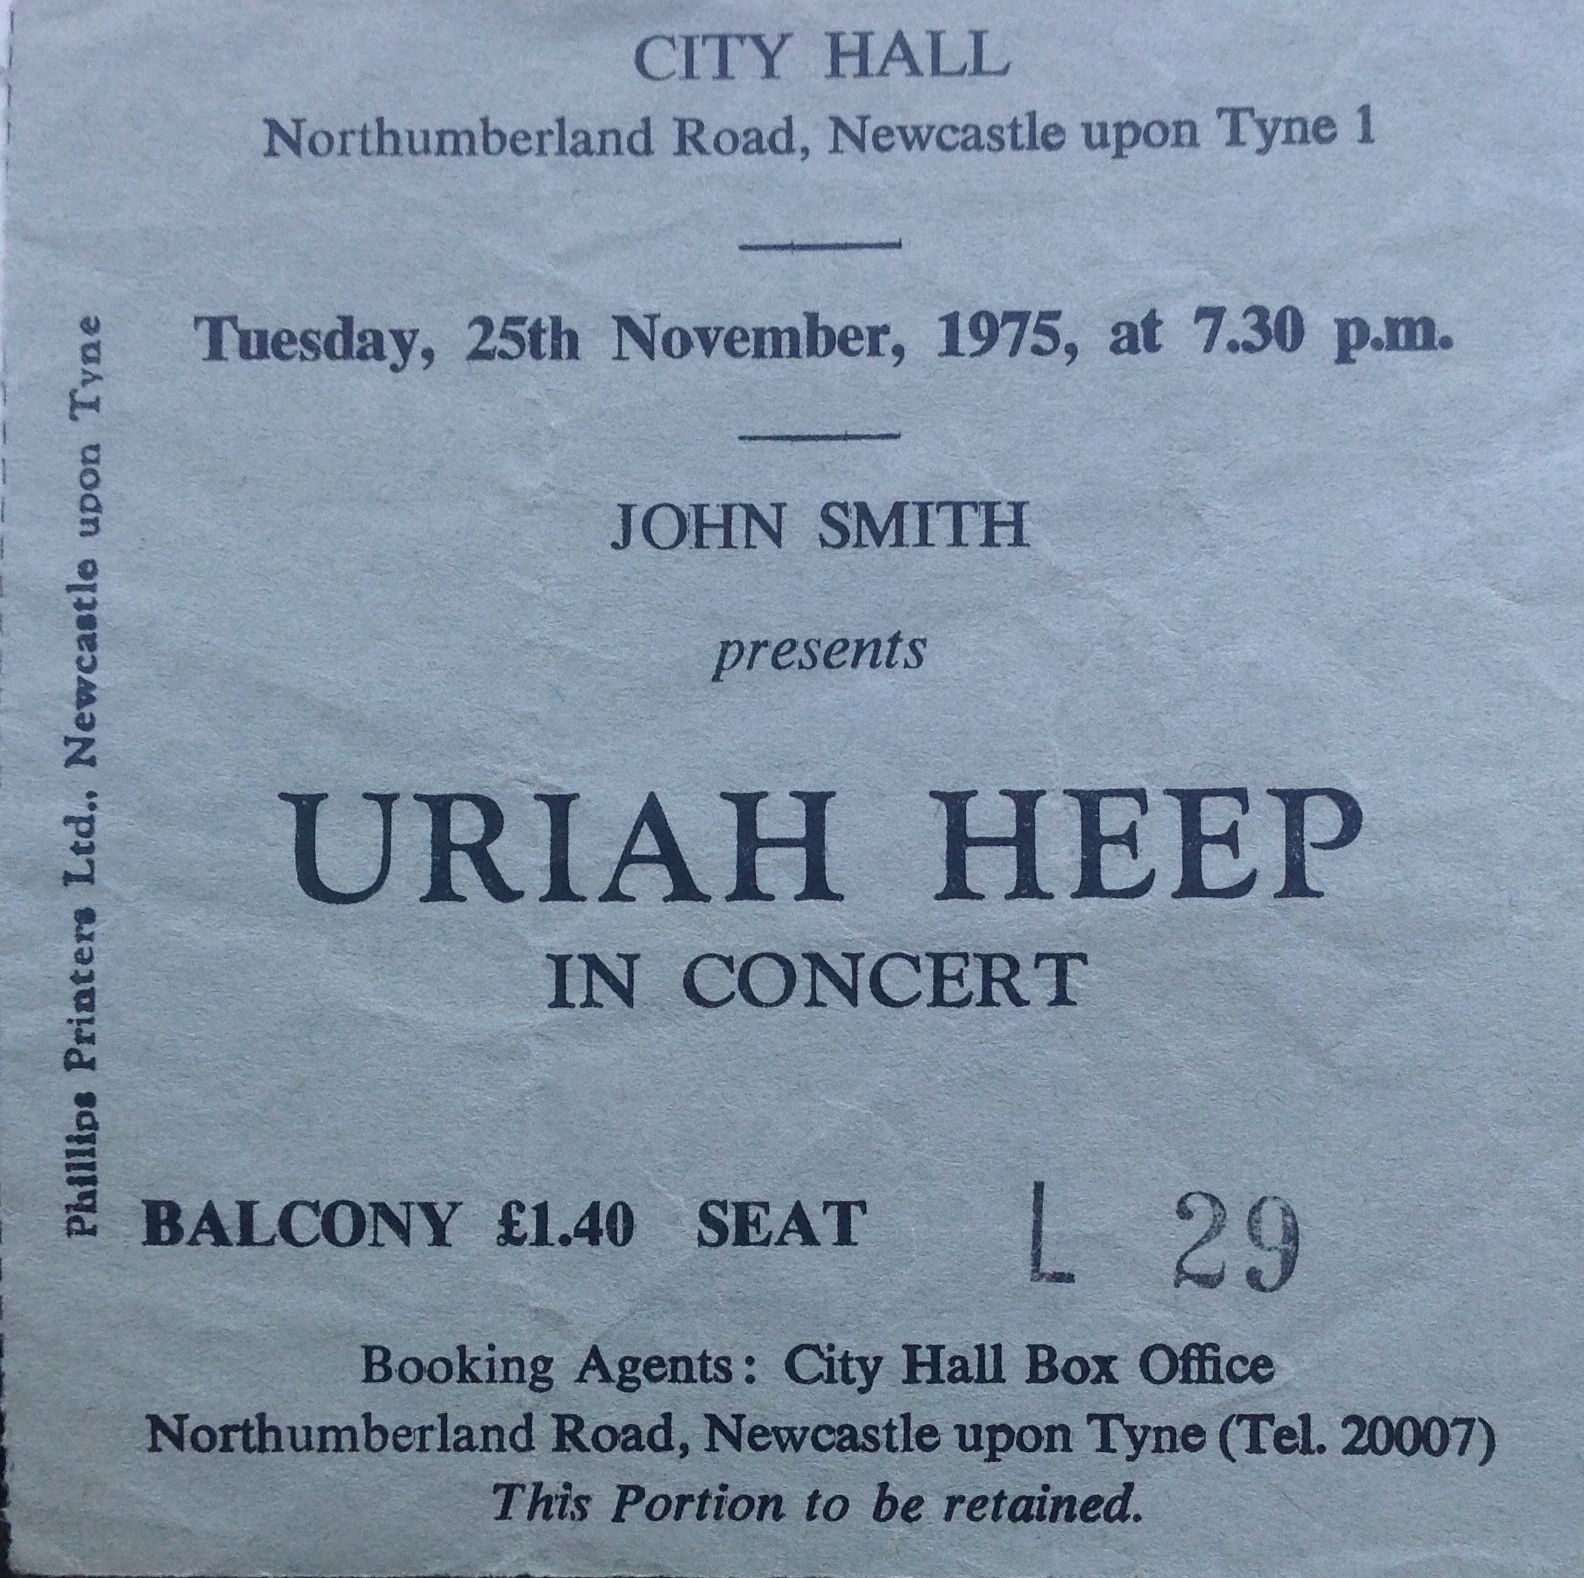 CITY HALL
Northumberland Road, Newcastle upon Tyne 1
Tuesday, 25th November, 1975, at 7.30 p.m.
JOHN SMITH
presents
URIAH HEEP
IN CONCERT
BALCONY £1.40 SEAT L 29
Booking Agents: City Hall Box Office
Northumberland Road, Newcastle upon Tyne (Tel. 20007)
This Portion to be retained.
Phillips Printers Ltd., Newcastle upon Tyne